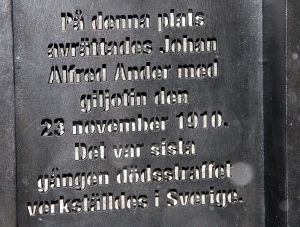 På denna plats
avrättades Johan
Alfred Ander med
giljotin den
23 november 1910.
Det var sista
gången dödsstraffet
verkställdes i Sverige.